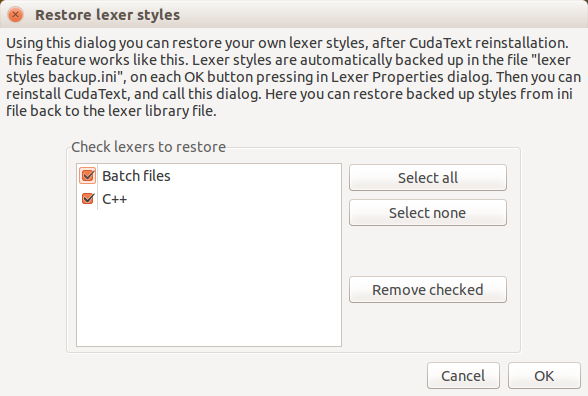 Restore lexer styles
Using this dialog you can restore your own lexer styles, after CudaText reinstallation.
This feature works like this. Lexer styles are automatically backed up in the file "lexer
styles backup.ini", on each OK button pressing in Lexer Properties dialog. Then you can
reinstall CudaText, and call this dialog. Here you can restore backed up styles from ini
file back to the lexer library file.
Check lexers to restore
Batch files
C++
Select all
Select none
Remove checked
Cancel
OK